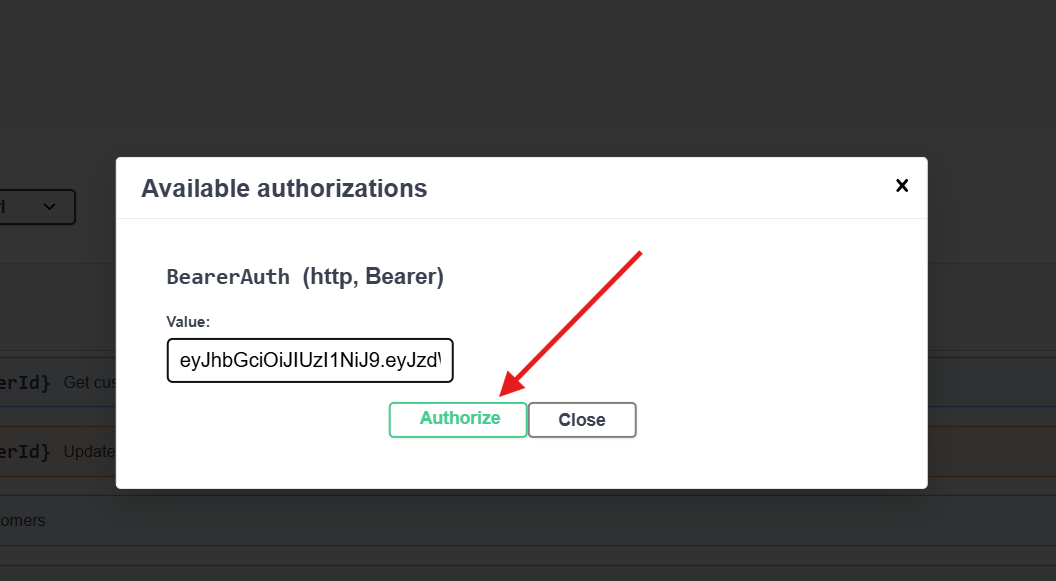 Available authorizations
BearerAuth (http, Bearer)
Value:
eyJhbGciOiJIUzI1NiJ9.eyJzd
erId} Get cus
Authorize Close
erId} Update
omers